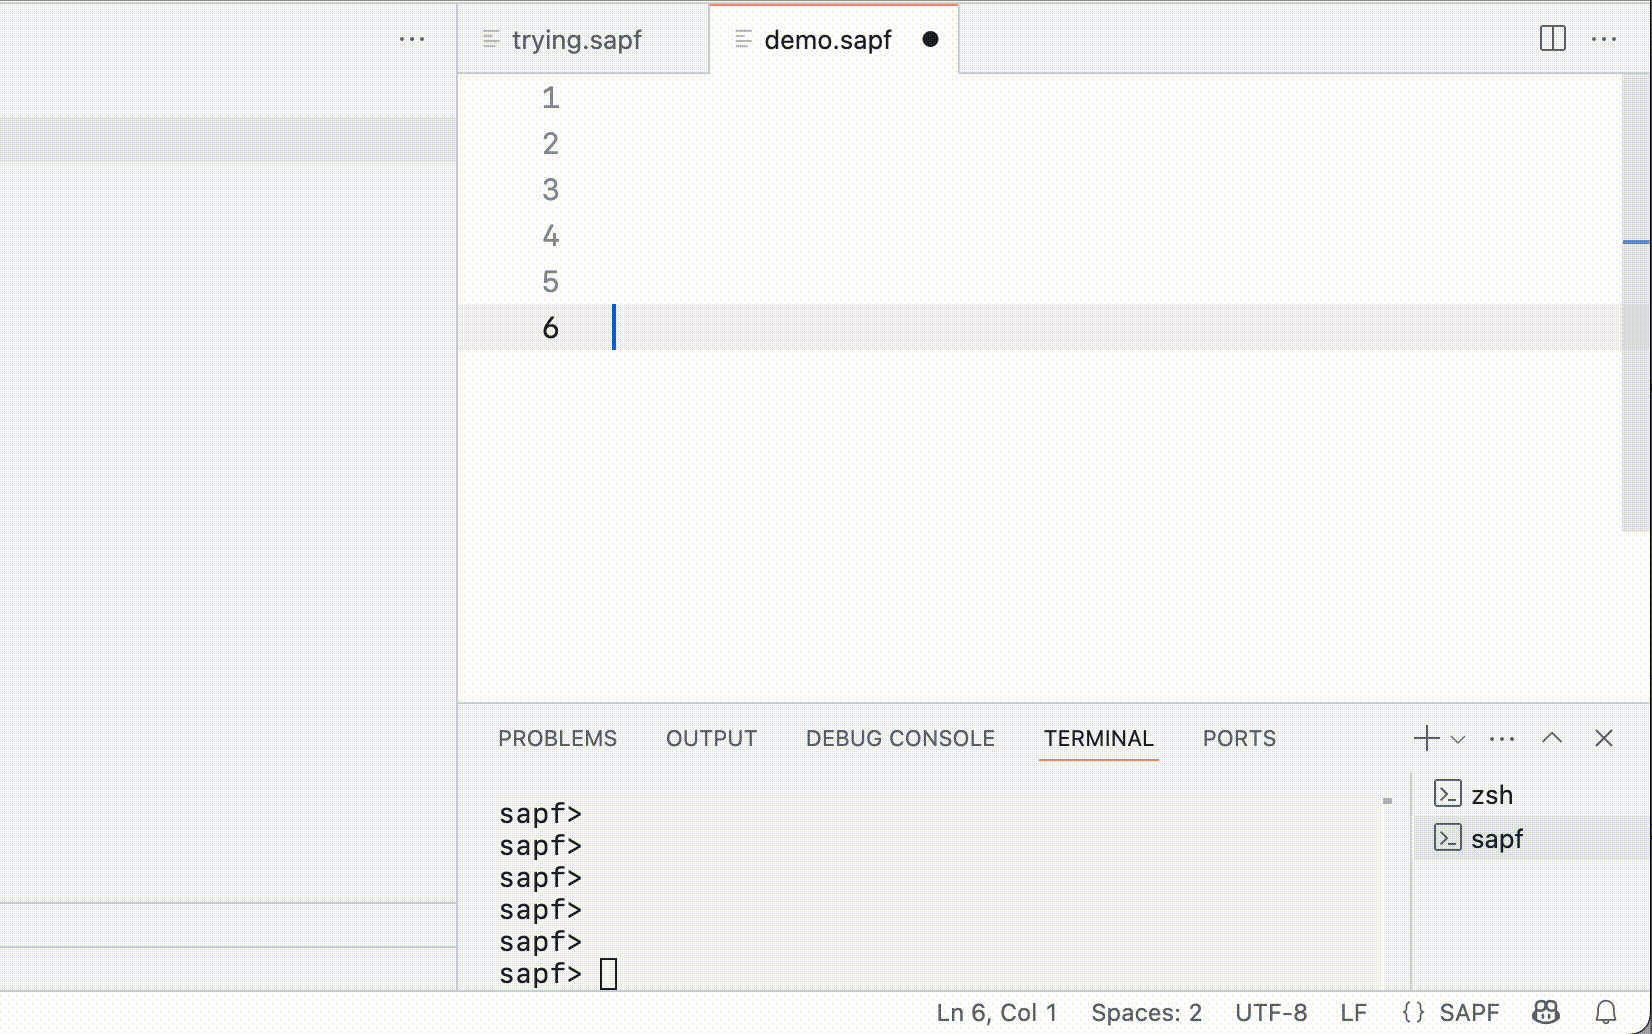 trying.sapf
demo.sapf
1
2
3
4
5
6
PROBLEMS OUTPUT DEBUG CONSOLE TERMINAL PORTS
sapf>
sapf>
sapf>
sapf>
sapf>
sapf>
zsh
sapf
Ln 6, Col 1 Spaces: 2 UTF-8 LF {} SAPF